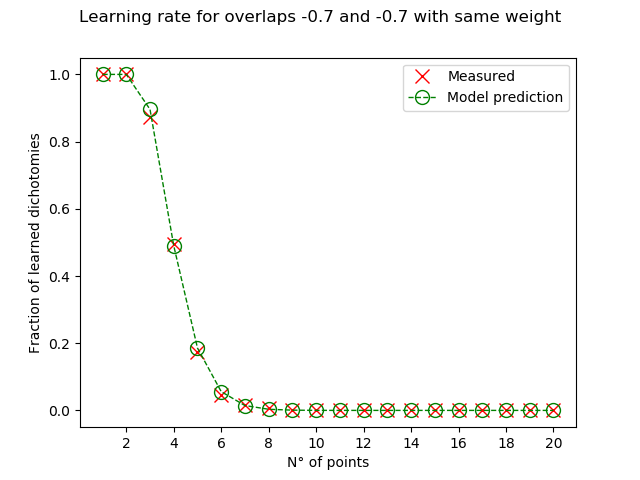 Learning rate for overlaps -0.7 and -0.7 with same weight
Measured
Model prediction
Fraction of learned dichotomies
1.0
0.8
0.6
0.4
0.2
0.0
2 4 6 8 10 12 14 16 18 20
N° of points